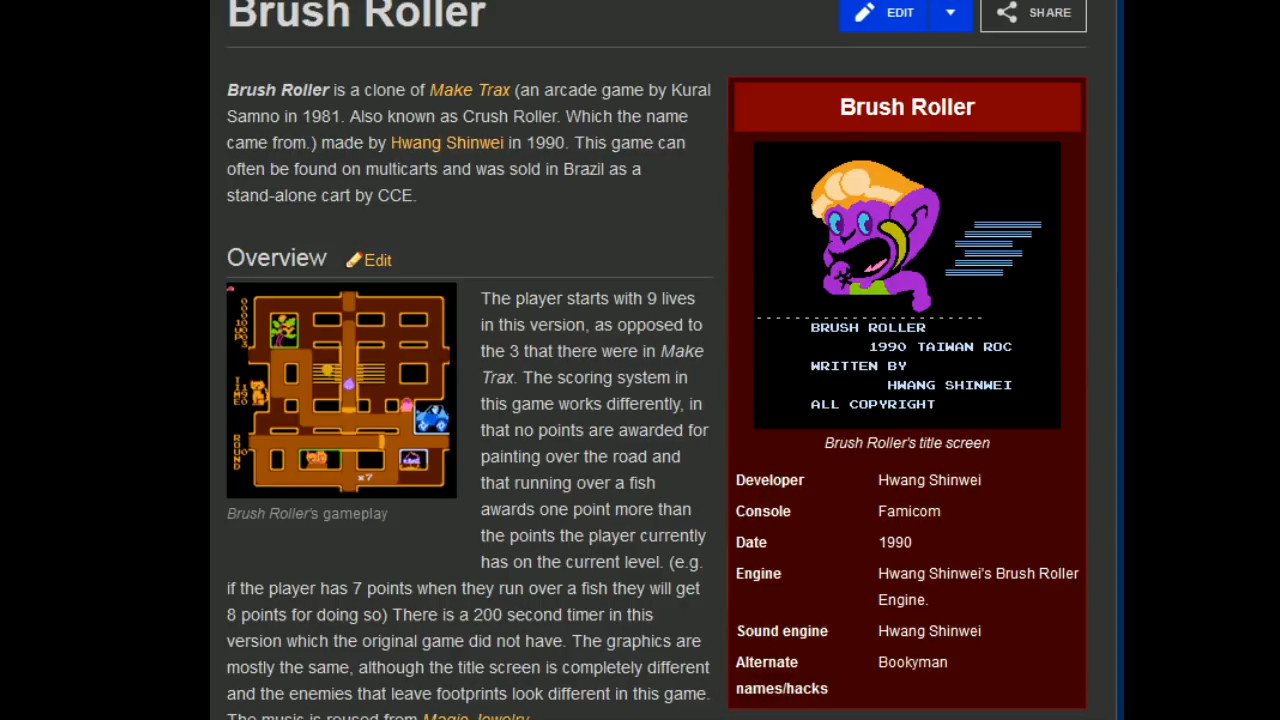 Brush Roller
EDIT
SHARE
Brush Roller is a clone of Make Trax (an arcade game by Kural
Samno in 1981. Also known as Crush Roller. Which the name
came from.) made by Hwang Shinwei in 1990. This game can
often be found on multicarts and was sold in Brazil as a
stand-alone cart by CCE.
Overview
Edit
The player starts with 9 lives
in this version, as opposed to
the 3 that there were in Make
Trax. The scoring system in
this game works differently, in
that no points are awarded for
painting over the road and
that running over a fish
awards one point more than
the points the player currently
has on the current level. (e.g.
if the player has 7 points when they run over a fish they will get
8 points for doing so) There is a 200 second timer in this
version which the original game did not have. The graphics are
mostly the same, although the title screen is completely different
and the enemies that leave footprints look different in this game.
The music is reused from Magic Jewelry.
TIME
ROUND
x7
Brush Roller's gameplay
Brush Roller
BRUSH ROLLER
1990 TAIWAN ROC
WRITTEN BY
HWANG SHINWEI
ALL COPYRIGHT
Brush Roller's title screen
Developer Hwang Shinwei
Console Famicom
Date 1990
Engine Hwang Shinwei's Brush Roller
Engine.
Sound engine Hwang Shinwei
Alternate Bookyman
names/hacks